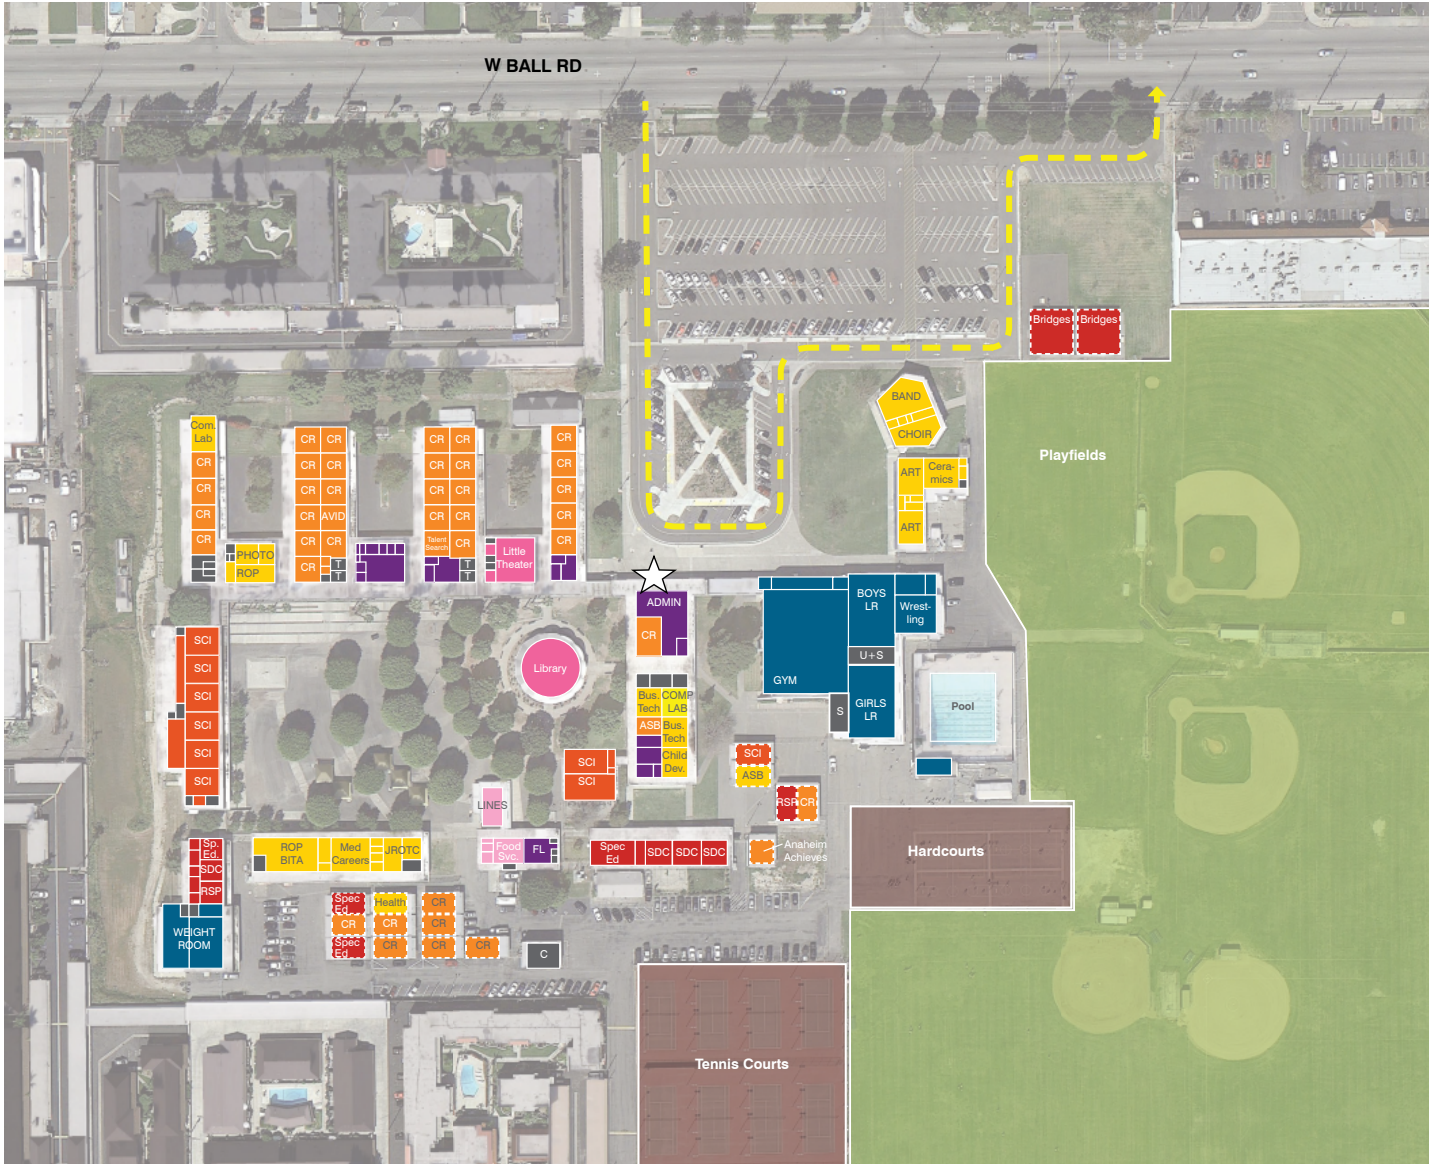 W BALL RD
Bridges
Bridges
BAND
CHOIR
ART
Cera-
mics
ART
Playfields
Com.
Lab
CR
CR
CR
CR
PHOTO
ROP
CR
CR
CR
CR
CR
CR
CR
AVID
CR
CR
CR
T
T
CR
CR
CR
CR
CR
CR
CR
CR
Talent
Search
CR
T
T
Little
Theater
CR
CR
CR
CR
CR
ADMIN
CR
Library
BOYS
LR
Wrest-
ling
U+S
GYM
S
GIRLS
LR
Pool
SCI
SCI
SCI
SCI
SCI
SCI
Bus.
Tech
COMP
LAB
ASB
Bus.
Tech
Child
Dev.
SCI
SCI
SCI
ASB
RSP
CR
LINES
Food
Svc.
FL
Spec
Ed
SDC
SDC
SDC
Anaheim
Achieves
Hardcourts
Sp.
Ed.
SDC
RSP
WEIGHT
ROOM
ROP
BITA
Med
Careers
JROTC
Spec
Ed
Health
CR
CR
CR
CR
Spec
Ed
CR
CR
CR
C
Tennis Courts